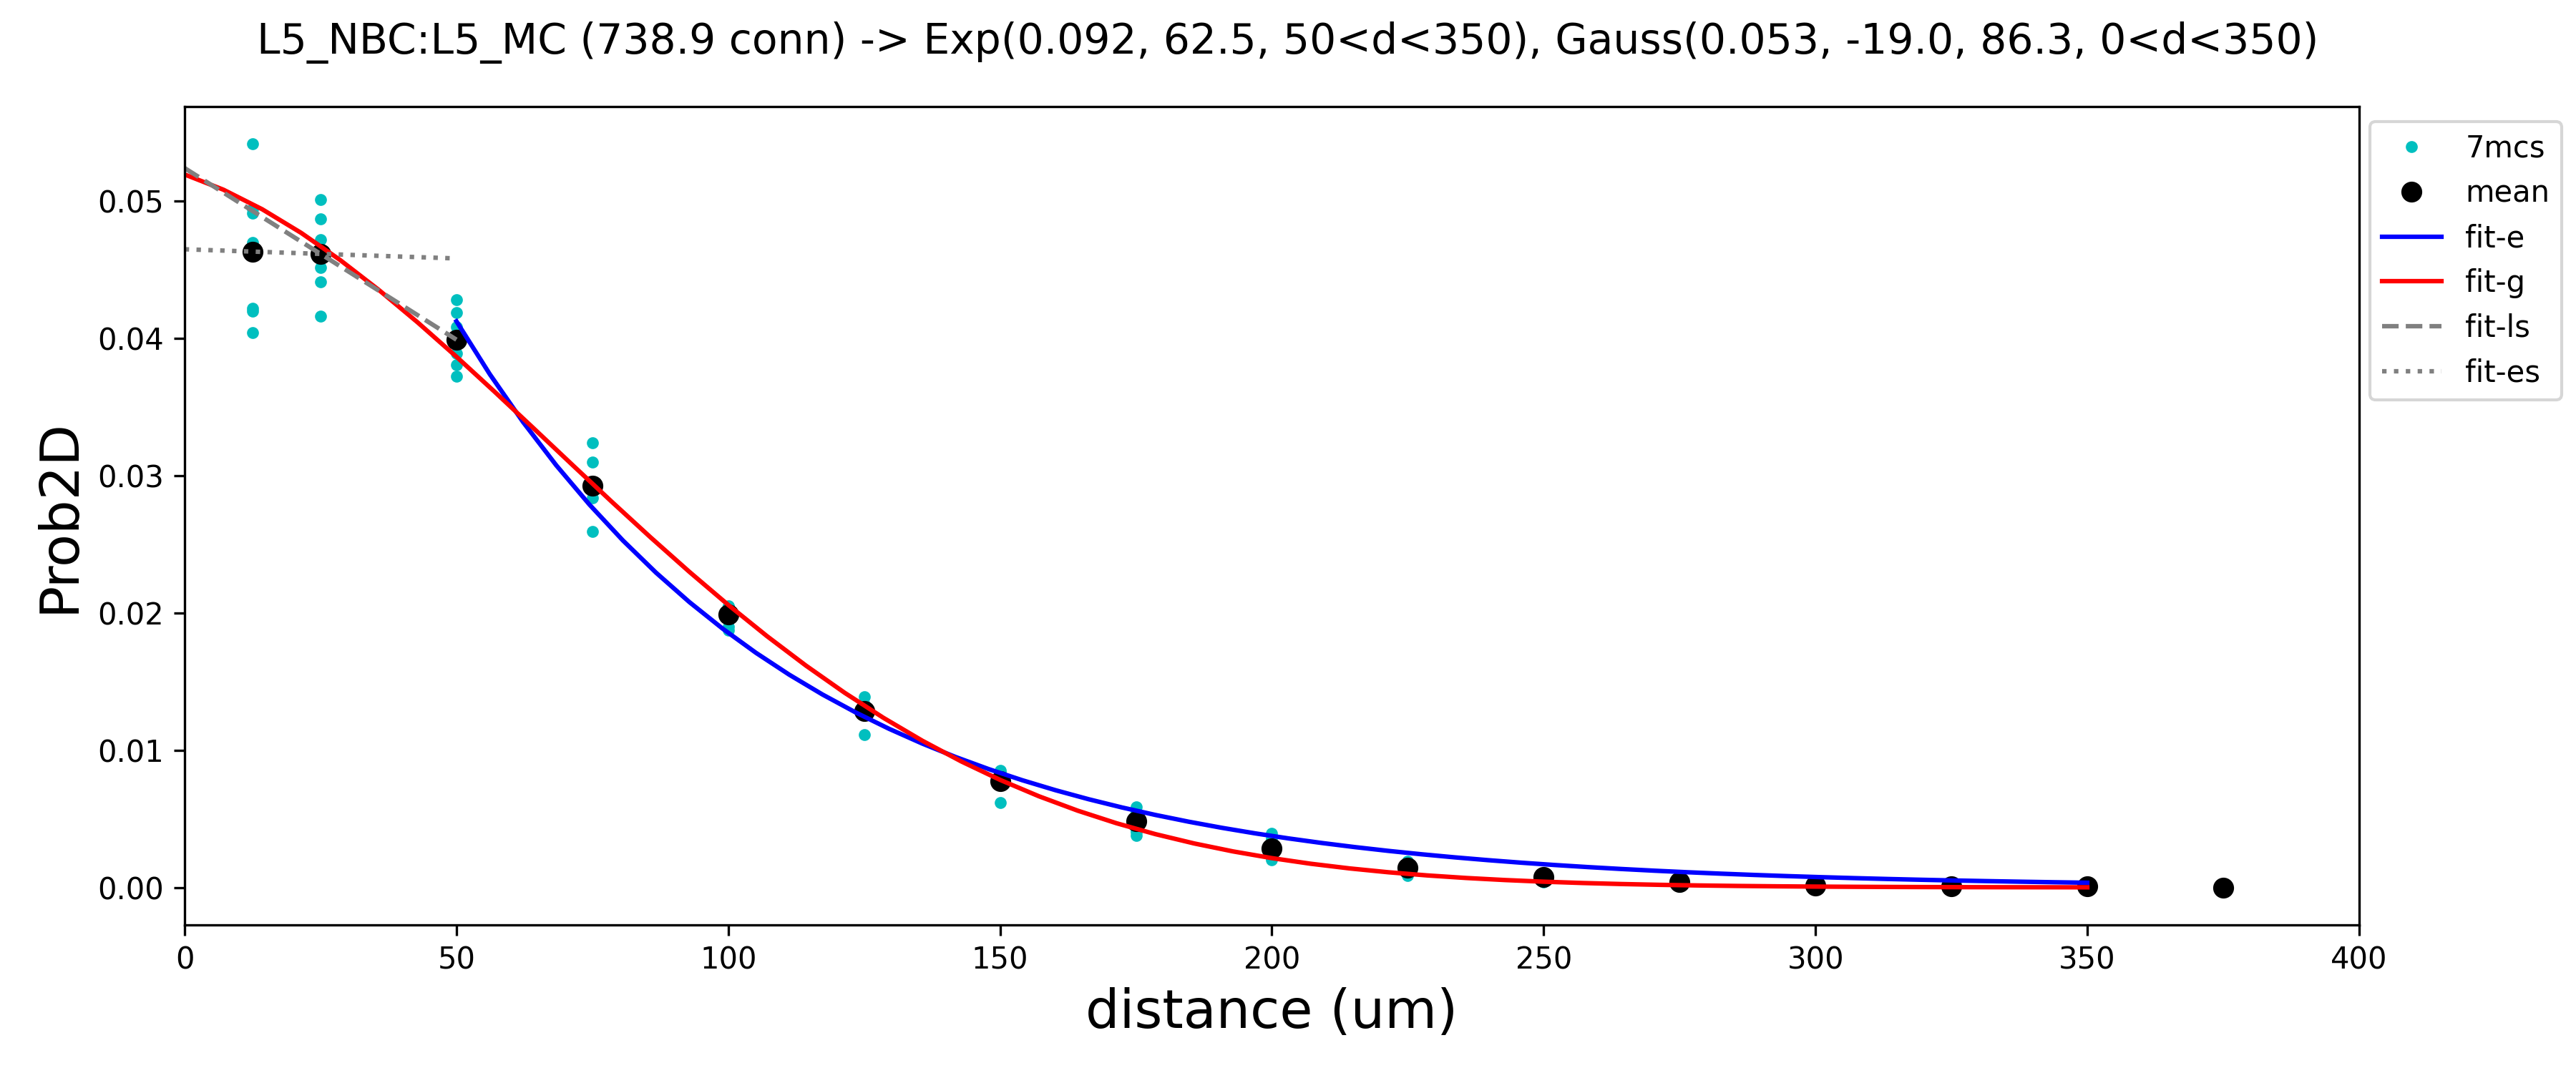 L5_NBC:L5_MC (738.9 conn) -> Exp(0.092, 62.5, 50<d<350), Gauss(0.053, -19.0, 86.3, 0<d<350)
7mcs
mean
fit-e
fit-g
fit-ls
fit-es
Prob2D
0.05
0.04
0.03
0.02
0.01
0.00
0 50 100 150 200 250 300 350 400
distance (um)